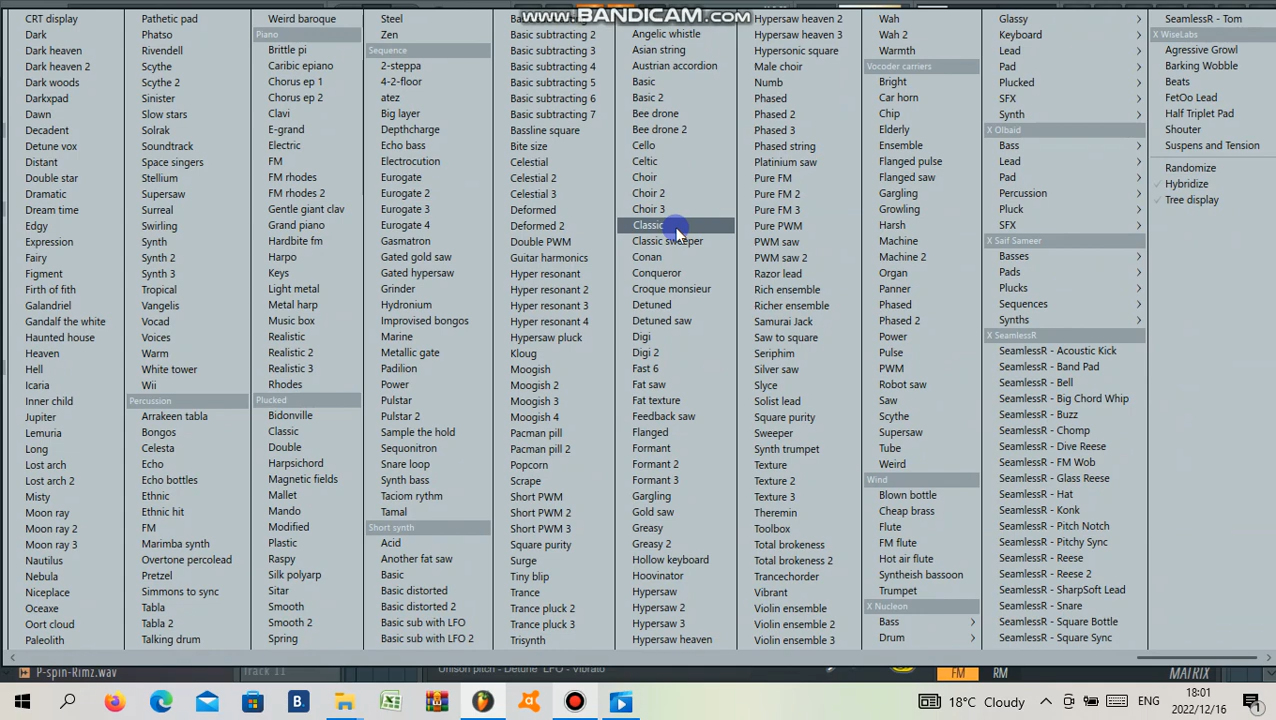 www.BANDICAM.com
CRT display
Dark
Dark heaven
Dark heaven 2
Dark woods
Darkxpad
Dawn
Decadent
Detune vox
Distant
Double star
Dramatic
Dream time
Edgy
Expression
Fairy
Figment
Firth of fifth
Galandriel
Gandalf the white
Haunted house
Heaven
Hell
Icaria
Inner child
Jupiter
Lemuria
Long
Lost arch
Lost arch 2
Misty
Moon ray
Moon ray 2
Moon ray 3
Nautilus
Nebula
Niceplace
Oceaxe
Oort cloud
Paleolith
Pathetic pad
Phatso
Rivendell
Scythe
Scythe 2
Sinister
Slow stars
Solrak
Soundtrack
Space singers
Stellium
Supersaw
Surreal
Swirling
Synth
Synth 2
Synth 3
Tropical
Vangelis
Vocad
Voices
Warm
White tower
Wii
Percussion
Arrakeen tabla
Bongos
Celesta
Echo
Echo bottles
Ethnic
Ethnic hit
FM
Marimba synth
Overtone percolead
Pretzel
Simmons to sync
Tabla
Tabla 2
Talking drum
Weird baroque
Piano
Brittle pi
Caribic epiano
Chorus ep 1
Chorus ep 2
Clavi
E-grand
Electric
FM
FM rhodes
FM rhodes 2
Gentle giant clav
Grand piano
Hardbite fm
Harpo
Keys
Light metal
Metal harp
Music box
Realistic
Realistic 2
Realistic 3
Rhodes
Plucked
Bidonville
Classic
Double
Harpsichord
Magnetic fields
Mallet
Mando
Modified
Plastic
Raspy
Silk polyarp
Sitar
Smooth
Smooth 2
Spring
Steel
Zen
Sequence
2-steppa
4-2-floor
atez
Big layer
Depthcharge
Echo bass
Electrocution
Eurogate
Eurogate 2
Eurogate 3
Eurogate 4
Gasmatron
Gated gold saw
Gated hypersaw
Grinder
Hydronium
Improvised bongos
Marine
Metallic gate
Padilion
Power
Pulstar
Pulstar 2
Sample the hold
Sequonitron
Snare loop
Synth bass
Taciom rythm
Tamal
Short synth
Acid
Another fat saw
Basic
Basic distorted
Basic distorted 2
Basic sub with LFO
Basic sub with LFO 2
Basic subtracting 2
Basic subtracting 3
Basic subtracting 4
Basic subtracting 5
Basic subtracting 6
Basic subtracting 7
Bassline square
Bite size
Celestial
Celestial 2
Celestial 3
Deformed
Deformed 2
Double PWM
Guitar harmonics
Hyper resonant
Hyper resonant 2
Hyper resonant 3
Hyper resonant 4
Hypersaw pluck
Kloug
Moogish
Moogish 2
Moogish 3
Moogish 4
Pacman pill
Pacman pill 2
Popcorn
Scrape
Short PWM
Short PWM 2
Short PWM 3
Square purity
Surge
Tiny blip
Trance
Trance pluck 2
Trance pluck 3
Trisynth
Angelic whistle
Asian string
Austrian accordion
Basic
Basic 2
Bee drone
Bee drone 2
Cello
Celtic
Choir
Choir 2
Choir 3
Classic
Classic sweeper
Conan
Conqueror
Croque monsieur
Detuned
Detuned saw
Digi
Digi 2
Fast 6
Fat saw
Fat texture
Feedback saw
Flanged
Formant
Formant 2
Formant 3
Gargling
Gold saw
Greasy
Greasy 2
Hollow keyboard
Hoovinator
Hypersaw
Hypersaw 2
Hypersaw 3
Hypersaw heaven
Hypersaw heaven 2
Hypersaw heaven 3
Hypersonic square
Male choir
Numb
Phased
Phased 2
Phased 3
Phased string
Platinium saw
Pure FM
Pure FM 2
Pure FM 3
Pure PWM
PWM saw
PWM saw 2
Razor lead
Rich ensemble
Richer ensemble
Samurai Jack
Saw to square
Seriphim
Silver saw
Slyce
Solist lead
Square purity
Sweeper
Synth trumpet
Texture
Texture 2
Texture 3
Theremin
Toolbox
Total brokeness
Total brokeness 2
Trancechorder
Vibrant
Violin ensemble
Violin ensemble 2
Violin ensemble 3
Wah
Wah 2
Warmth
Vocoder carriers
Bright
Car horn
Chip
Elderly
Ensemble
Flanged pulse
Flanged saw
Gargling
Growling
Harsh
Machine
Machine 2
Organ
Panner
Phased
Phased 2
Power
Pulse
PWM
Robot saw
Saw
Scythe
Supersaw
Tube
Weird
Wind
Blown bottle
Cheap brass
Flute
FM flute
Hot air flute
Syntheish bassoon
Trumpet
X Nucleon
Bass
Drum
Glassy
Keyboard
Lead
Pad
Plucked
SFX
Synth
X Olbaid
Bass
Lead
Pad
Percussion
Pluck
SFX
X Saif Sameer
Basses
Pads
Plucks
Sequences
Synths
X SeamlessR
SeamlessR - Acoustic Kick
SeamlessR - Band Pad
SeamlessR - Bell
SeamlessR - Big Chord Whip
SeamlessR - Buzz
SeamlessR - Chomp
SeamlessR - Dive Reese
SeamlessR - FM Wob
SeamlessR - Glass Reese
SeamlessR - Hat
SeamlessR - Konk
SeamlessR - Pitch Notch
SeamlessR - Pitchy Sync
SeamlessR - Reese
SeamlessR - Reese 2
SeamlessR - SharpSoft Lead
SeamlessR - Snare
SeamlessR - Square Bottle
SeamlessR - Square Sync
SeamlessR - Tom
X WiseLabs
Agressive Growl
Barking Wobble
Beats
FetOo Lead
Half Triplet Pad
Shouter
Suspens and Tension
Randomize
Hybridize
Tree display
P-spin-Rimz.wav
Track 11
Unison pitch - Detune LFO - Vibrato
FM
RM
MATRIX
B.
18°C Cloudy
ENG
18:01
2022/12/16
1